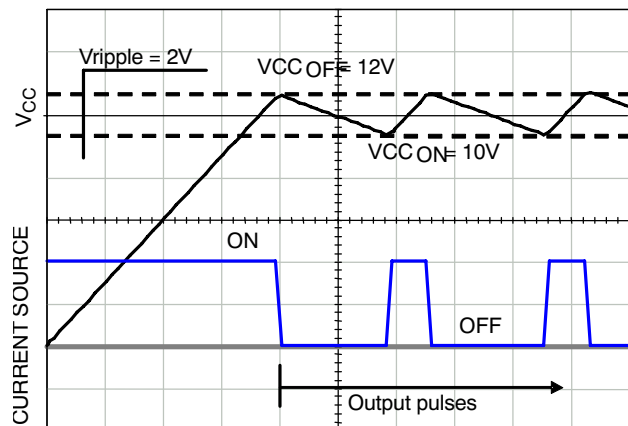 Vripple = 2V
VCC OFF = 12V
VCC
VCC ON = 10V
ON
CURRENT SOURCE
OFF
Output pulses